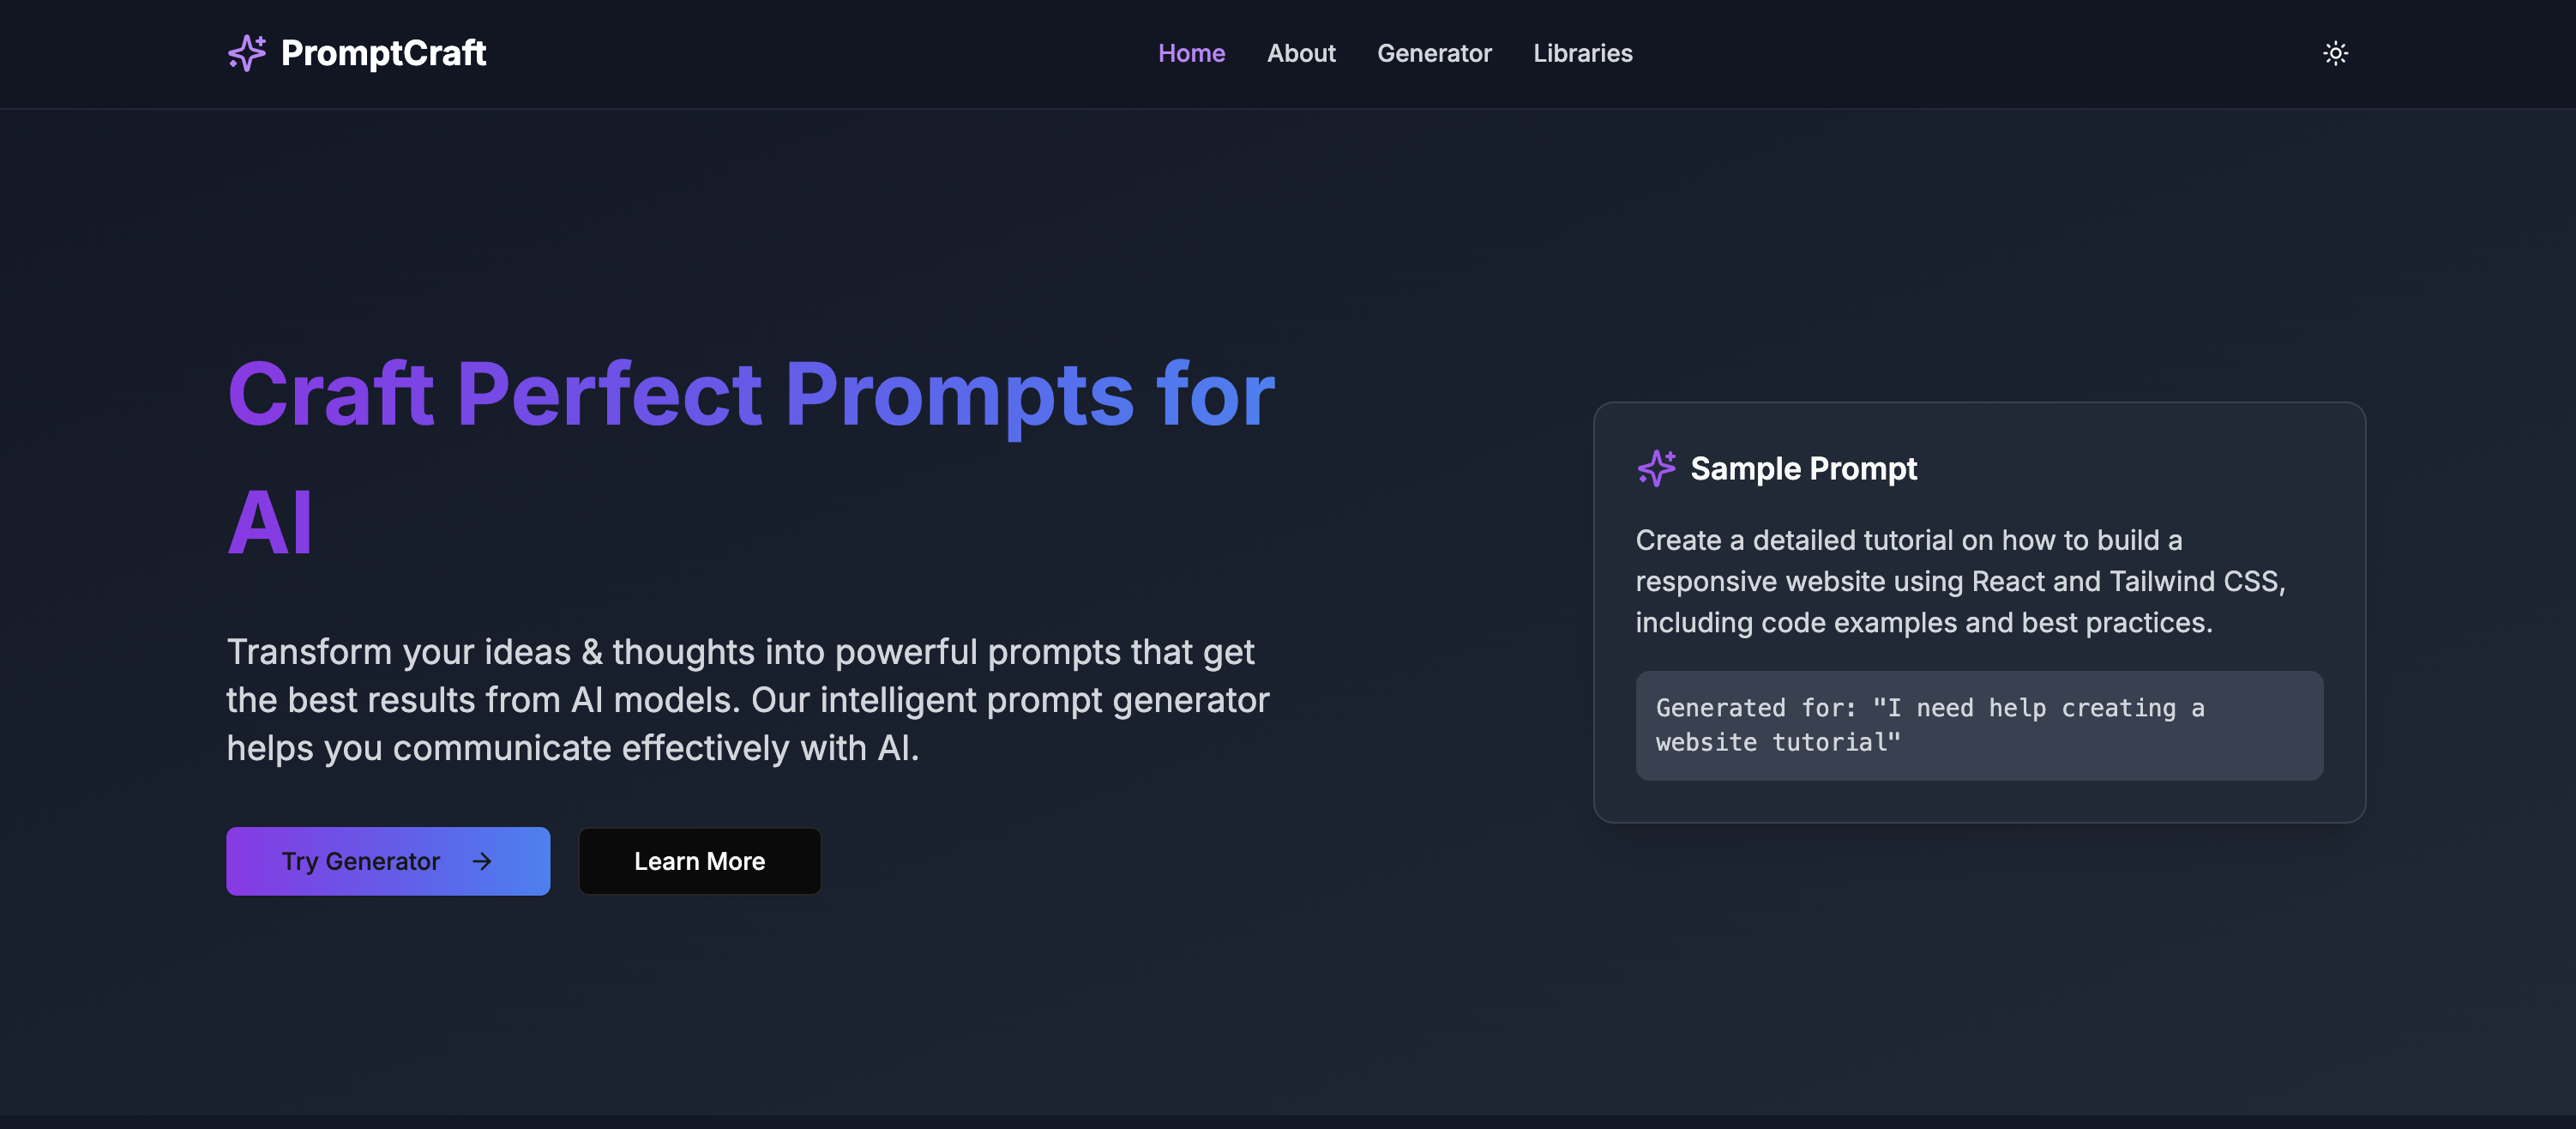 PromptCraft
Home
About
Generator
Libraries
Craft Perfect Prompts for
AI
Transform your ideas & thoughts into powerful prompts that get
the best results from AI models. Our intelligent prompt generator
helps you communicate effectively with AI.
Try Generator
Learn More
Sample Prompt
Create a detailed tutorial on how to build a
responsive website using React and Tailwind CSS,
including code examples and best practices.
Generated for: "I need help creating a
website tutorial"